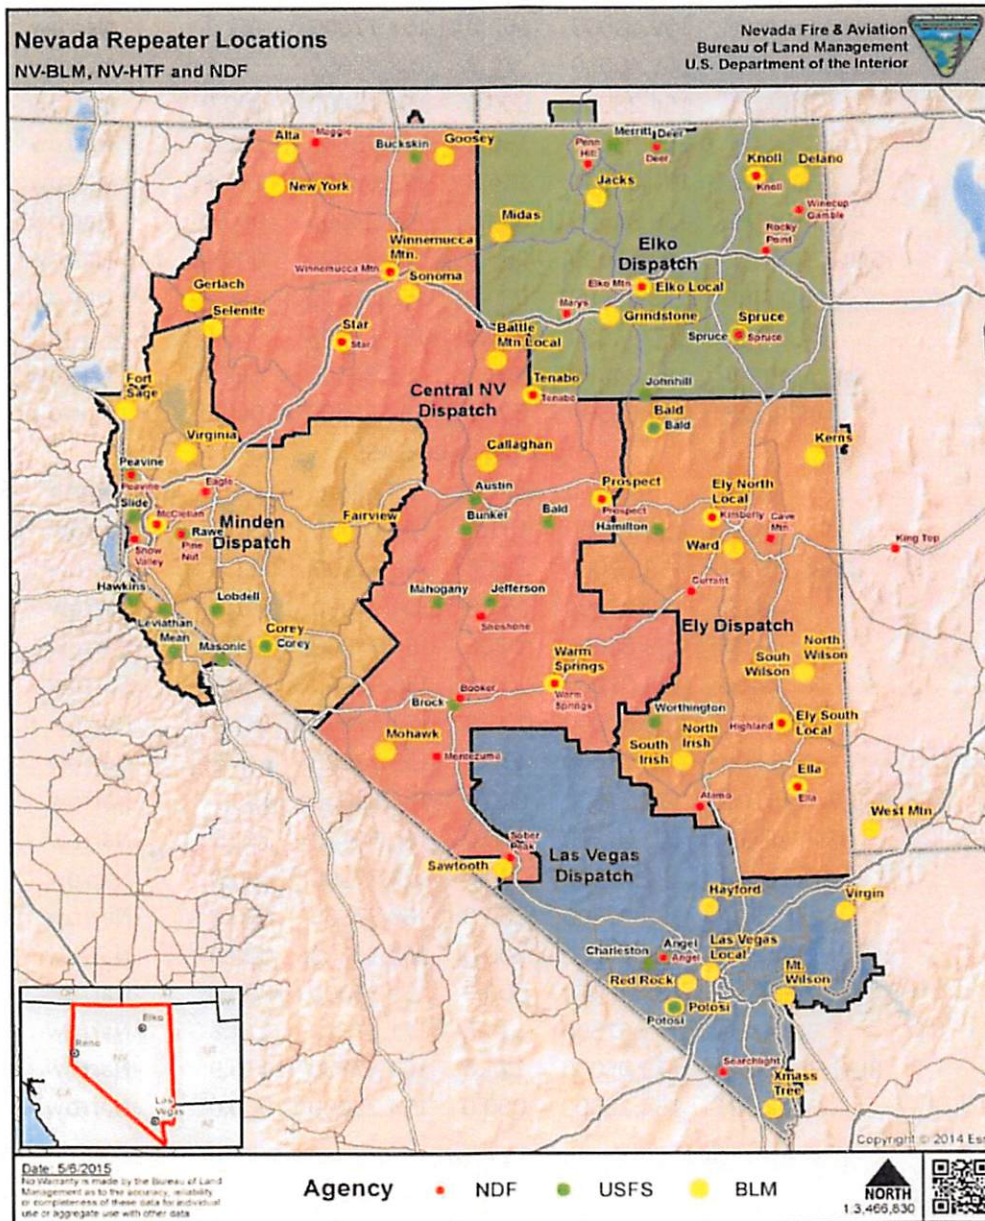 Nevada Repeater Locations
NV-BLM, NV-HTF and NDF
Nevada Fire & Aviation
Bureau of Land Management
U.S. Department of the Interior
Alta
Maggie
Buckskin
Goosey
Merritt
Deer
Deer
Penn
Hill
Knoll
Knoll
Delano
New York
Jacks
Winecup
Gamble
Midas
Rocky
Point
Winnemucca
Mtn.
Winnemucca Mtn
Sonoma
Elko
Dispatch
Elko Mtn
Elko Local
Gerlach
Selenite
Marys
Grindstone
Star
Star
Battle
Mtn Local
Spruce
Spruce
Spruce
Fort
Sage
Central NV
Dispatch
Tenabo
Tenabo
Johnhill
Bald
Bald
Virginia
Callaghan
Kerns
Peavine
Peavine
Eagle
Austin
Prospect
Prospect
Ely North
Local
Kimberly
Slide
McClellan
Rawe
Minden
Dispatch
Fairview
Bunker
Bald
Hamilton
Cave
Mtn
Snow
Valley
Pine
Nut
Ward
King Top
Currant
Hawkins
Lobdell
Mahogany
Jefferson
Shoshone
Leviathan
Mean
Masonic
Corey
Corey
Ely Dispatch
Warm
Springs
Warm
Springs
South
Wilson
North
Wilson
Booker
Brock
Worthington
Highland
Ely South
Local
Mohawk
Montezuma
South
Irish
North
Irish
Ella
Ella
Alamo
West Mtn
Sober
Peak
Sawtooth
Las Vegas
Dispatch
Hayford
Virgin
Charleston
Angel
Angel
Las Vegas
Local
Red Rock
Mt.
Wilson
Potosi
Potosi
Searchlight
Xmass
Tree
OR
ID
WY
Elko
Reno
NV
UT
CA
Las
Vegas
AZ
Copyright © 2014 Esri
Date: 5/6/2015
No Warranty is made by the Bureau of Land
Management as to the accuracy, reliability
or completeness of these data for individual
use or aggregate use with other data
Agency
NDF
USFS
BLM
NORTH
1:3,466,830